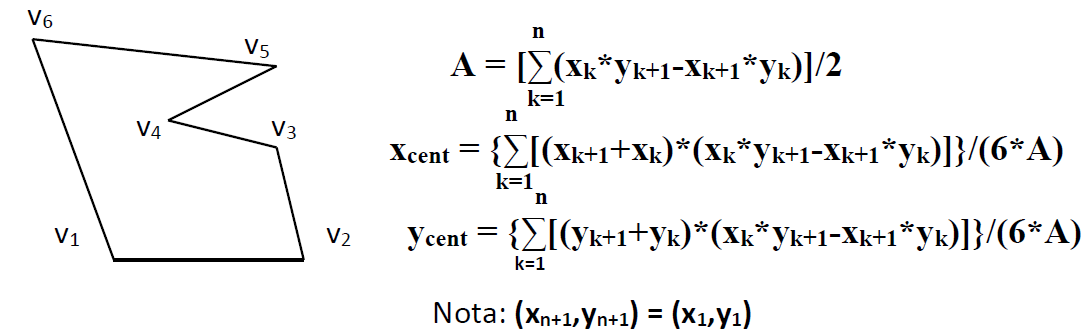 v6
v5
v4
v3
v1
v2
n
A = [∑(xk*yk+1-xk+1*yk)]/2
k=1
n
xcent = {∑[(xk+1+xk)*(xk*yk+1-xk+1*yk)]}/(6*A)
k=1
n
ycent = {∑[(yk+1+yk)*(xk*yk+1-xk+1*yk)]}/(6*A)
k=1
Nota: (xn+1,yn+1) = (x1,y1)